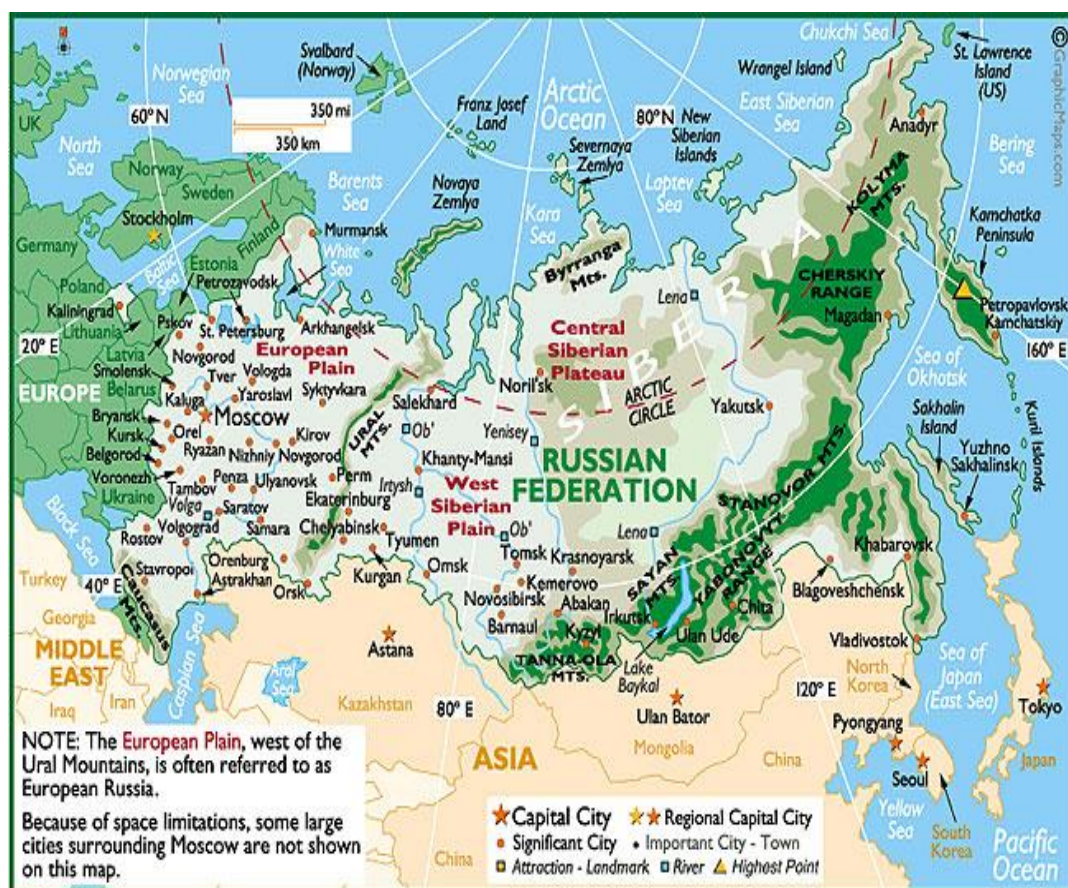 Chukchi Sea
St. Lawrence
Island
(US)
© GraphicMaps.com
Svalbard
(Norway)
Norwegian
Sea
Wrangel Island
Arctic
Ocean
East Siberian
Sea
350 mi
350 km
60° N
80° N
UK
North
Sea
Franz Josef
Land
New
Siberian
Islands
Severnaya
Zemlya
Anadyr
Bering
Sea
Norway
Sweden
Finland
Barents
Sea
Novaya
Zemlya
Kara
Sea
Laptev
Sea
KOLYMA
MTS.
Kamchatka
Peninsula
Stockholm
Murmansk
Germany
Baltic
Sea
Estonia
White
Sea
Petrozavodsk
Byrranga
Mts.
Poland
Kaliningrad
Lithuania
Latvia
Belarus
Pskov
St. Petersburg
Arkhangelsk
Lena
SIBERIA
CHERSKIY
RANGE
Magadan
Petropavlovsk
Kamchatskiy
20° E
160° E
EUROPE
Novgorod
European
Plain
Central
Siberian
Plateau
Sea of
Okhotsk
Smolensk
Tver
Vologda
Yaroslavl
Syktyvkara
Salekhard
Noril'sk
ARCTIC
CIRCLE
Yakutsk
Sakhalin
Island
Kuril Islands
Kaluga
Moscow
Bryansk
Orel
URAL
MTS.
Ob'
Yenisey
Yuzhno
Sakhalinsk
Kursk
Ryazan
Nizhniy Novgorod
Kirov
Belgorod
Khanty-Mansi
RUSSIAN
FEDERATION
Voronezh
Penza
Ulyanovsk
Perm
Irtysh
West
Siberian
Plain
STANOVOR MTS.
Ukraine
Tambov
Ekaterinburg
Volga
Saratov
Samara
Chelyabinsk
Ob'
Lena
Volgograd
Rostov
Tyumen
Tomsk
Krasnoyarsk
SAYAN
MTS.
YABONOVYY
RANGE
Khabarovsk
Black Sea
Orenburg
Kurgan
Omsk
Kemerovo
Blagoveshchensk
Turkey
40° E
Stavropol
Astrakhan
Orsk
Novosibirsk
Abakan
Irkutsk
Chita
Georgia
Caucasus
Mts.
Barnaul
Kyzyl
Ulan Ude
Vladivostok
MIDDLE
EAST
Caspian Sea
Astana
TANNA-OLA
MTS.
Lake
Baykal
Aral
Sea
North
Korea
Sea of
Japan
(East Sea)
Iraq
Iran
Kazakhstan
80° E
Ulan Bator
120° E
Tokyo
Pyongyang
Mongolia
China
Japan
Seoul
ASIA
Yellow
Sea
South
Korea
Pacific
Ocean
China
NOTE: The European Plain, west of the
Ural Mountains, is often referred to as
European Russia.
Because of space limitations, some large
cities surrounding Moscow are not shown
on this map.
Capital City
Regional Capital City
Significant City
Important City - Town
Attraction - Landmark
River
Highest Point